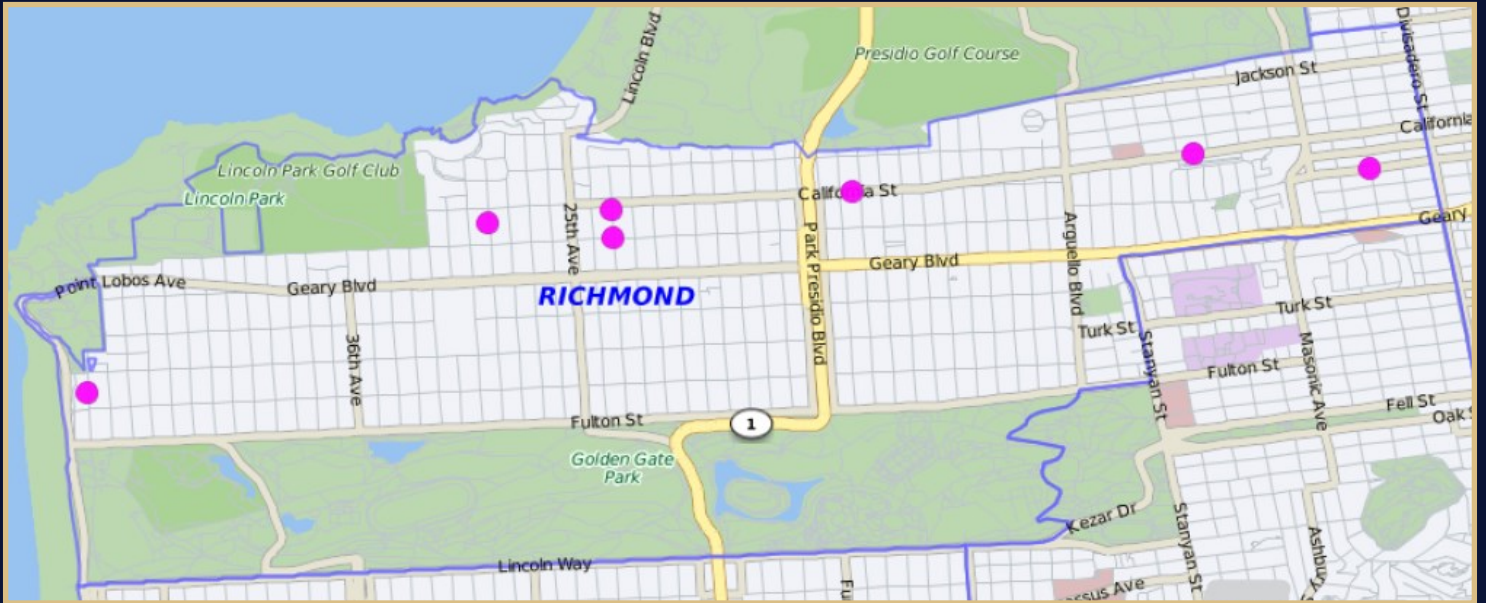 Lincoln Blvd
Presidio Golf Course
Divisadero St
Jackson St
California
Lincoln Park Golf Club
Lincoln Park
25th Ave
California St
Park Presidio Blvd
Arguello Blvd
Geary
Point Lobos Ave
Geary Blvd
Geary Blvd
RICHMOND
36th Ave
Turk St
Turk St
Stanyan St
Masonic Ave
Fulton St
Fulton St
1
Fell St
Oak
Golden Gate
Park
Kezar Dr
Stanyan St
Ashbury
Lincoln Way
Fu
ssus Ave